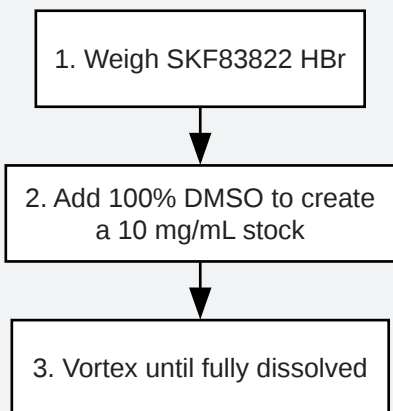 1. Weigh SKF83822 HBr
2. Add 100% DMSO to create
a 10 mg/mL stock
3. Vortex until fully dissolved